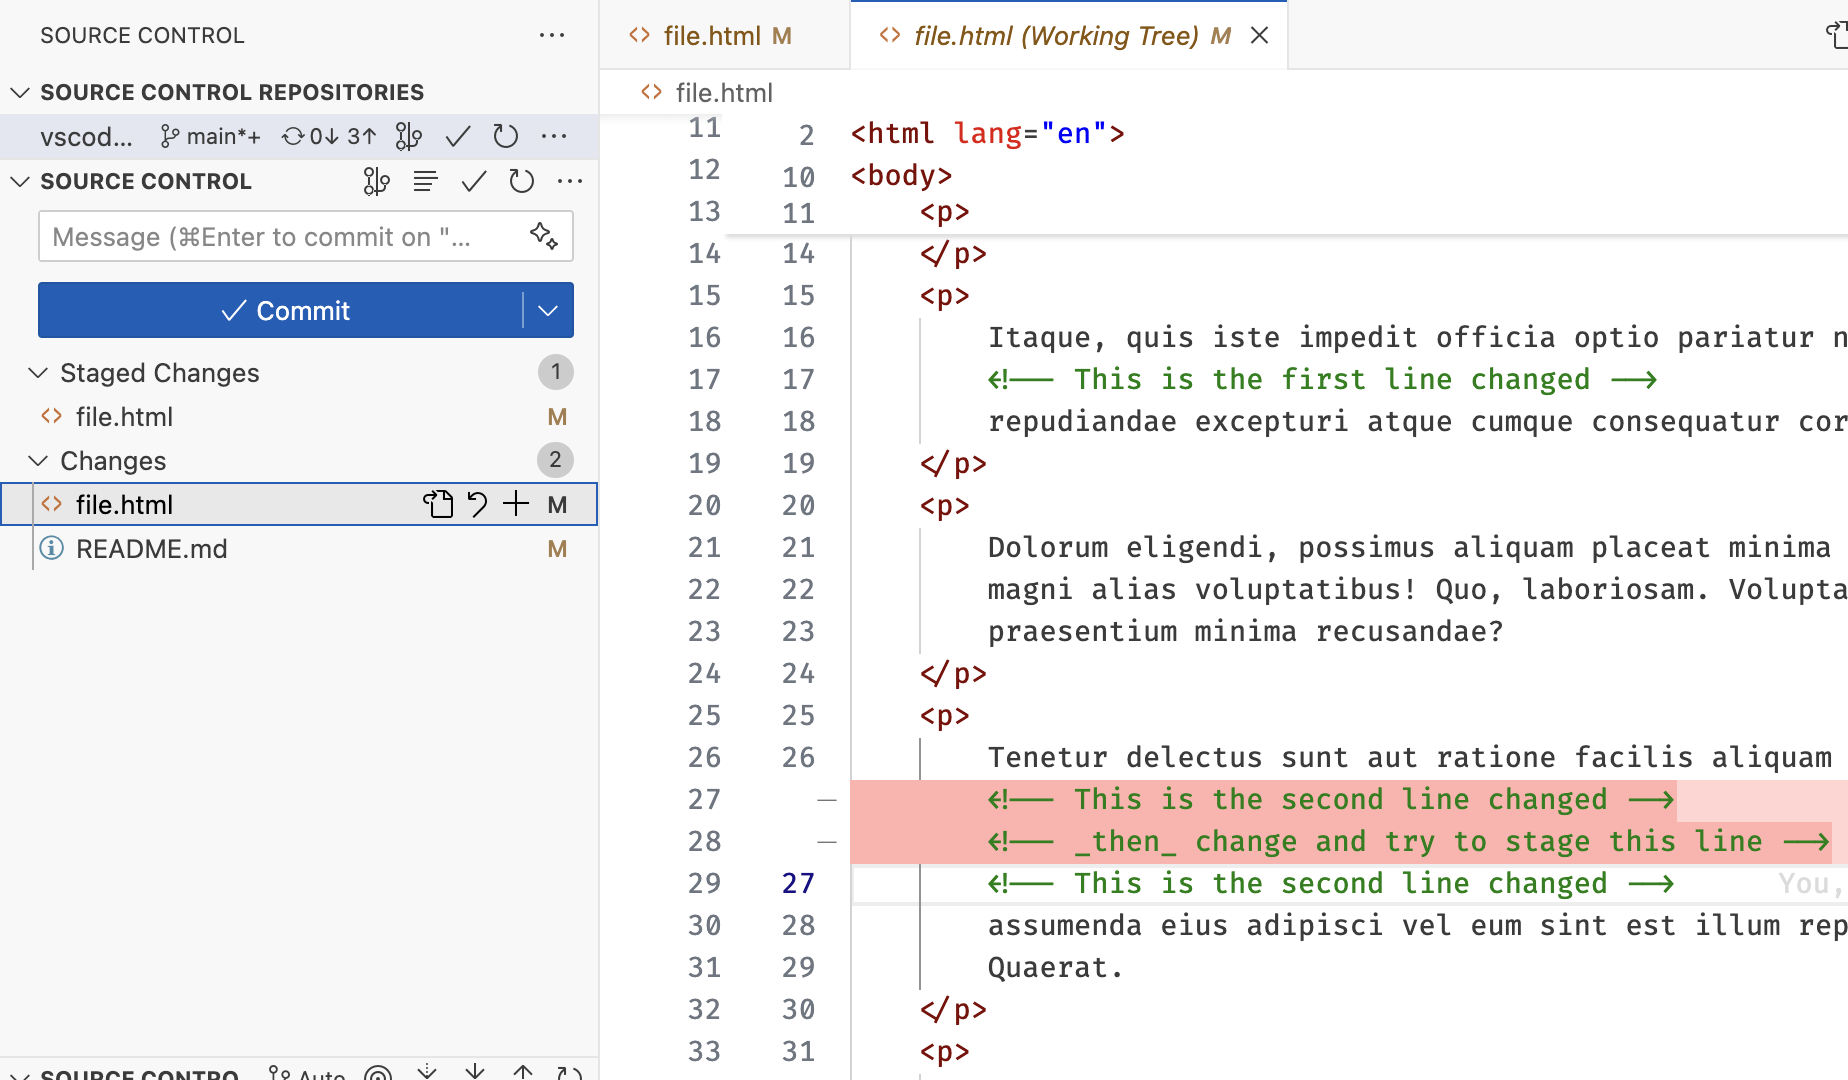 SOURCE CONTROL
SOURCE CONTROL REPOSITORIES
vscod... main*+ 0↓ 3↑
SOURCE CONTROL
Message (⌘Enter to commit on "...
Commit
Staged Changes 1
file.html M
Changes 2
file.html M
README.md M
SOURCE CONTRO Auto
file.html M
file.html (Working Tree) M
file.html
11 2 <html lang="en">
12 10 <body>
13 11 <p>
14 14 </p>
15 15 <p>
16 16 Itaque, quis iste impedit officia optio pariatur n
17 17 <!-- This is the first line changed -->
18 18 repudiandae excepturi atque cumque consequatur cor
19 19 </p>
20 20 <p>
21 21 Dolorum eligendi, possimus aliquam placeat minima
22 22 magni alias voluptatibus! Quo, laboriosam. Volupta
23 23 praesentium minima recusandae?
24 24 </p>
25 25 <p>
26 26 Tenetur delectus sunt aut ratione facilis aliquam
27 — <!-- This is the second line changed -->
28 — <!-- _then_ change and try to stage this line -->
29 27 <!-- This is the second line changed --> You,
30 28 assumenda eius adipisci vel eum sint est illum rep
31 29 Quaerat.
32 30 </p>
33 31 <p>